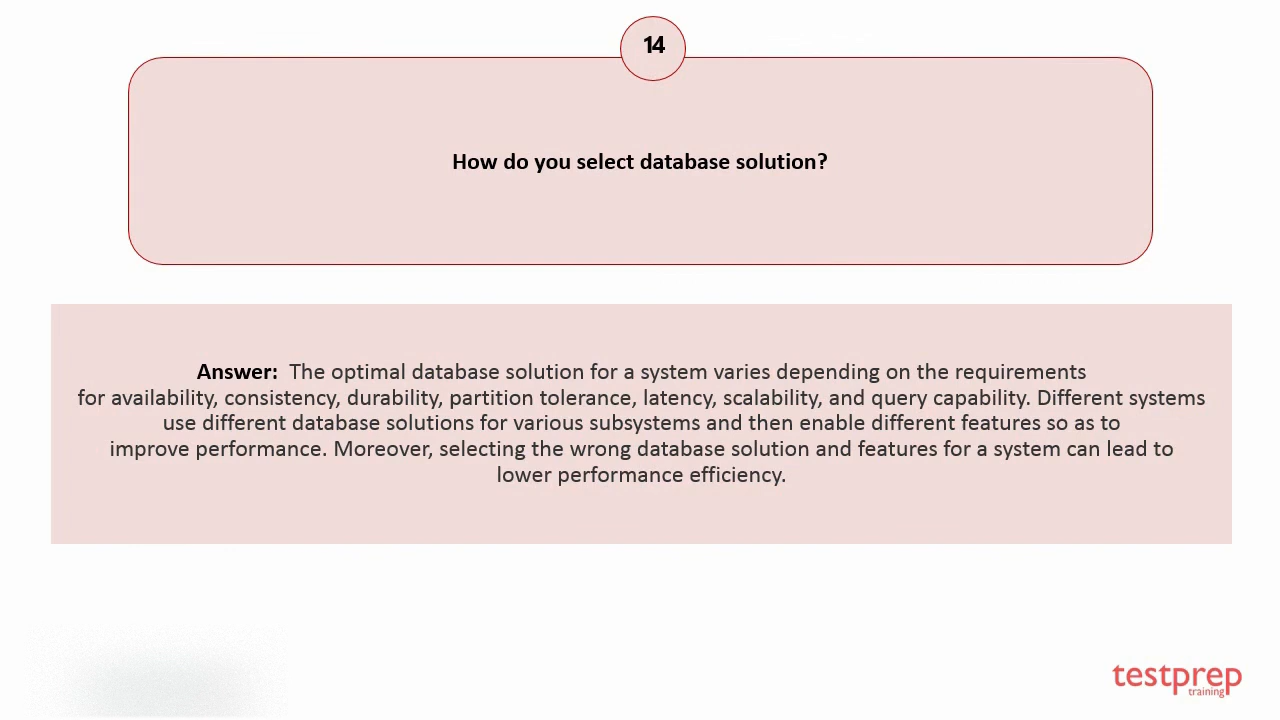 14
How do you select database solution?
Answer: The optimal database solution for a system varies depending on the requirements
for availability, consistency, durability, partition tolerance, latency, scalability, and query capability. Different systems
use different database solutions for various subsystems and then enable different features so as to
improve performance. Moreover, selecting the wrong database solution and features for a system can lead to
lower performance efficiency.
testprep
training